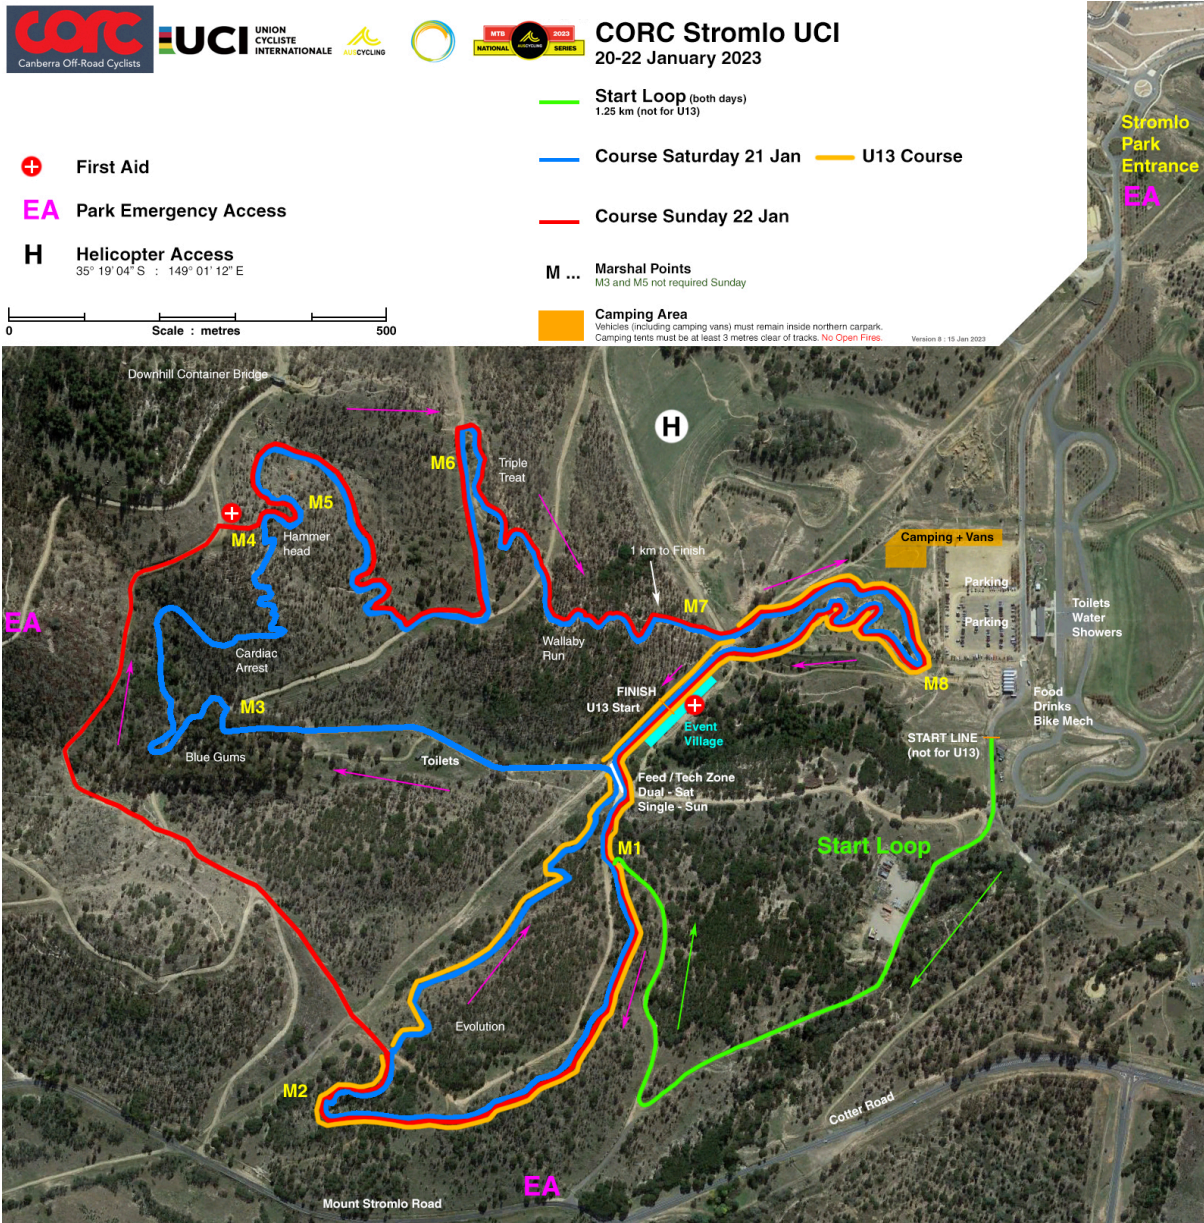 CORC
Canberra Off-Road Cyclists
UCI
UNION
CYCLISTE
INTERNATIONALE
AUSCYCLING
MTB
2023
NATIONAL
AUSCYCLING
SERIES
CORC Stromlo UCI
20-22 January 2023
Start Loop (both days)
1.25 km (not for U13)
Course Saturday 21 Jan
U13 Course
Course Sunday 22 Jan
M ...
Marshal Points
M3 and M5 not required Sunday
Camping Area
Vehicles (including camping vans) must remain inside northern carpark.
Camping tents must be at least 3 metres clear of tracks. No Open Fires.
Version 8 : 15 Jan 2023
First Aid
EA
Park Emergency Access
H
Helicopter Access
35° 19' 04" S : 149° 01' 12" E
0
Scale : metres
500
Stromlo
Park
Entrance
EA
Downhill Container Bridge
H
M6
Triple
Treat
M5
M4
Hammer
head
1 km to Finish
Camping + Vans
Parking
Parking
Toilets
Water
Showers
EA
M7
Wallaby
Run
Cardiac
Arrest
M8
FINISH
U13 Start
Food
Drinks
Bike Mech
M3
Event
Village
START LINE
(not for U13)
Blue Gums
Toilets
Feed / Tech Zone
Dual - Sat
Single - Sun
M1
Start Loop
Evolution
M2
Cotter Road
EA
Mount Stromlo Road